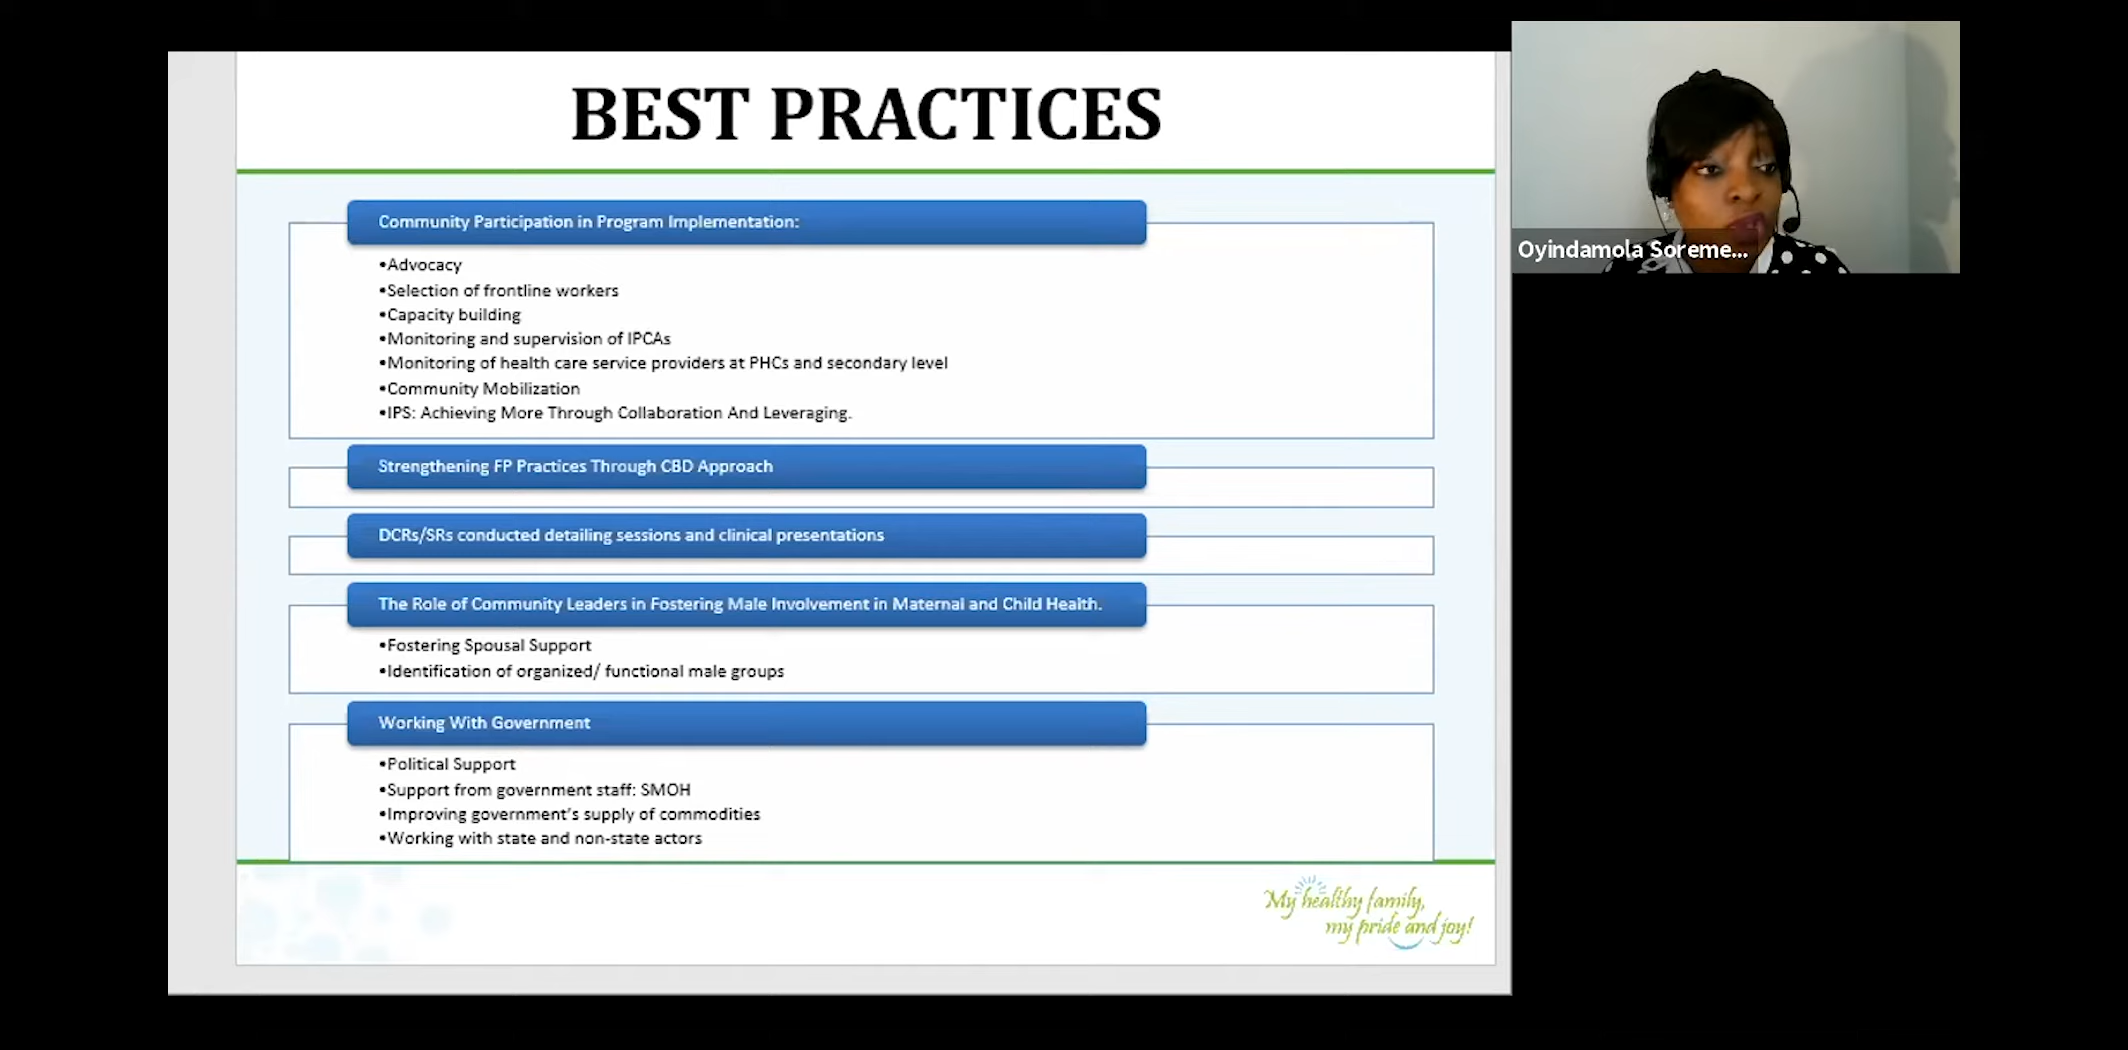 BEST PRACTICES
Community Participation in Program Implementation:
•Advocacy
•Selection of frontline workers
•Capacity building
•Monitoring and supervision of IPCAs
•Monitoring of health care service providers at PHCs and secondary level
•Community Mobilization
•IPS: Achieving More Through Collaboration And Leveraging.
Strengthening FP Practices Through CBD Approach
DCRs/SRs conducted detailing sessions and clinical presentations
The Role of Community Leaders in Fostering Male Involvement in Maternal and Child Health.
•Fostering Spousal Support
•Identification of organized/ functional male groups
Working With Government
•Political Support
•Support from government staff: SMOH
•Improving government's supply of commodities
•Working with state and non-state actors
My healthy family,
my pride and joy!
Oyindamola Soreme...